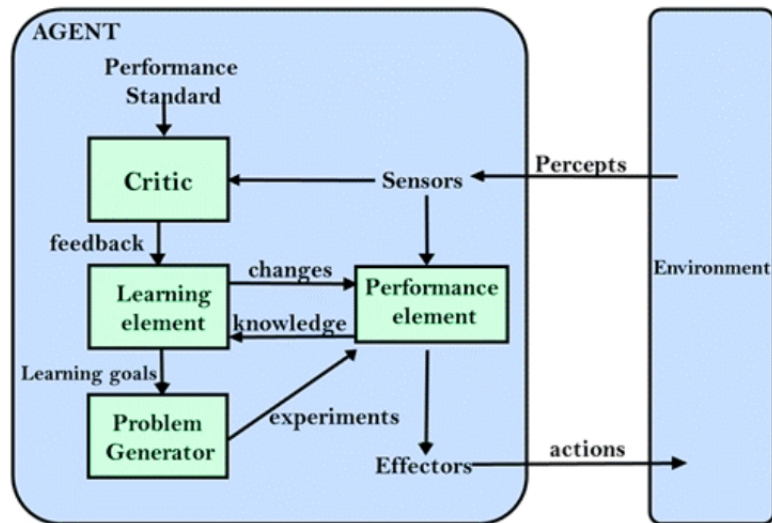 AGENT
Performance
Standard
Critic
Sensors
Percepts
feedback
changes
Learning
element
Performance
element
Environment
knowledge
Learning goals
Problem
Generator
experiments
Effectors
actions